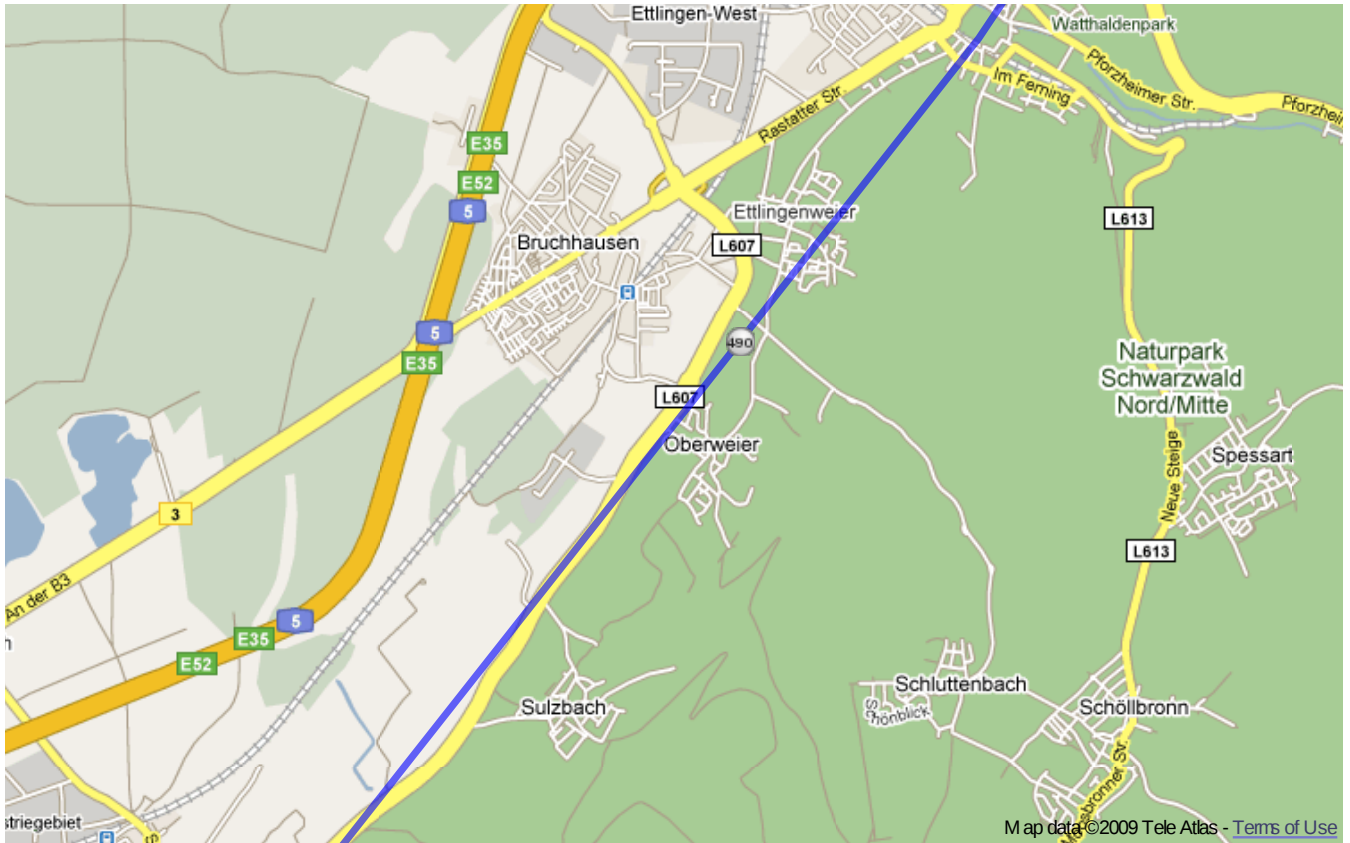 Ettlingen-West
Watthaldenpark
Pforzheimer Str.
Im Ferning
Rastatter Str.
E35
E52
5
Ettlingenweier
L613
Bruchhausen
L607
5
E35
490
Naturpark
Schwarzwald
Nord/Mitte
L607
Oberweier
Spessart
Neue Steige
3
L613
An der B3
5
E35
E52
Schluttenbach
Schönblick
Sulzbach
Schöllbronn
striegebiet
Map data ©2009 Tele Atlas - Terms of Use